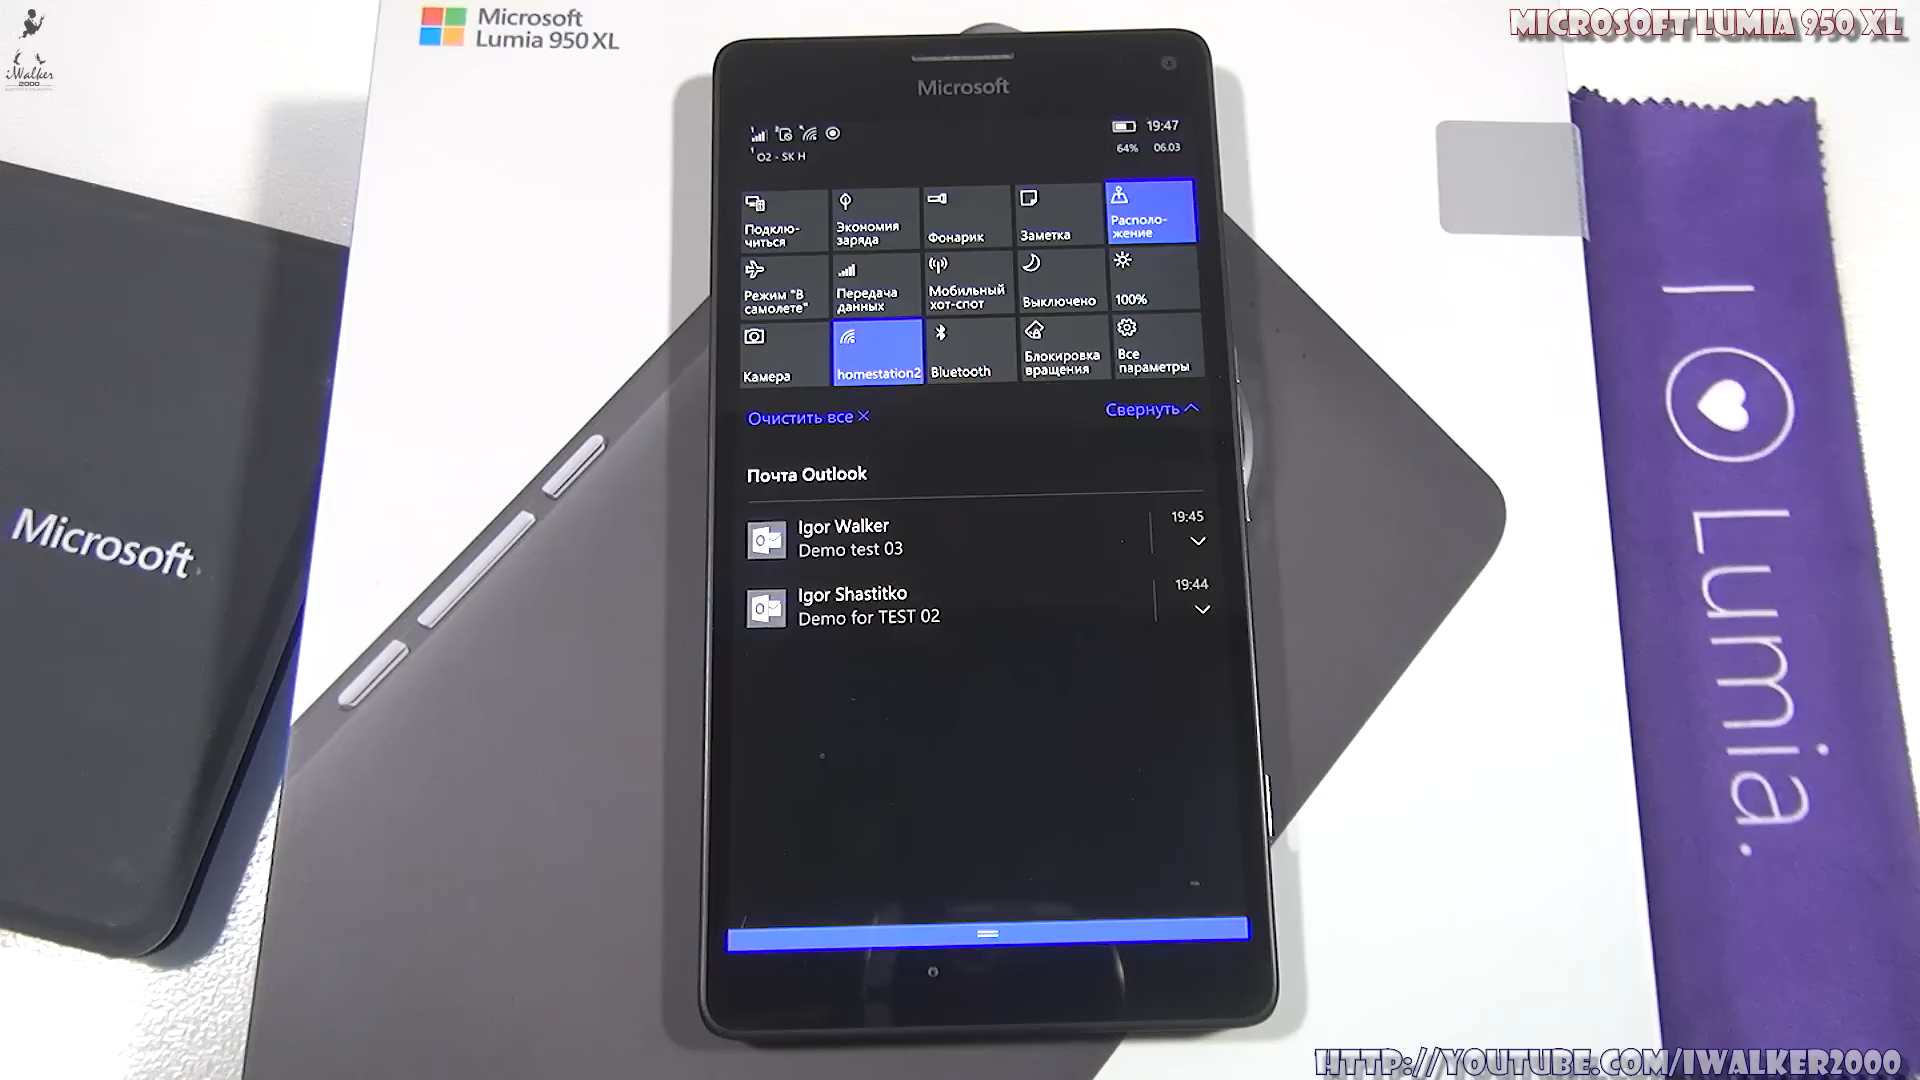 iWalker
2000
Microsoft
Lumia 950 XL
MICROSOFT LUMIA 950 XL
Microsoft
19:47
O2 - SK H
64% 06.03
Подклю-
читься
Экономия
заряда
Фонарик
Заметка
Располо-
жение
Режим "В
самолете"
Передача
данных
Мобильный
хот-спот
Выключено
100%
Камера
homestation2
Bluetooth
Блокировка
вращения
Все
параметры
Очистить все
Свернуть
Почта Outlook
Igor Walker
19:45
Demo test 03
Igor Shastitko
19:44
Demo for TEST 02
Microsoft
I
Lumia.
HTTP://YOUTUBE.COM/IWALKER2000